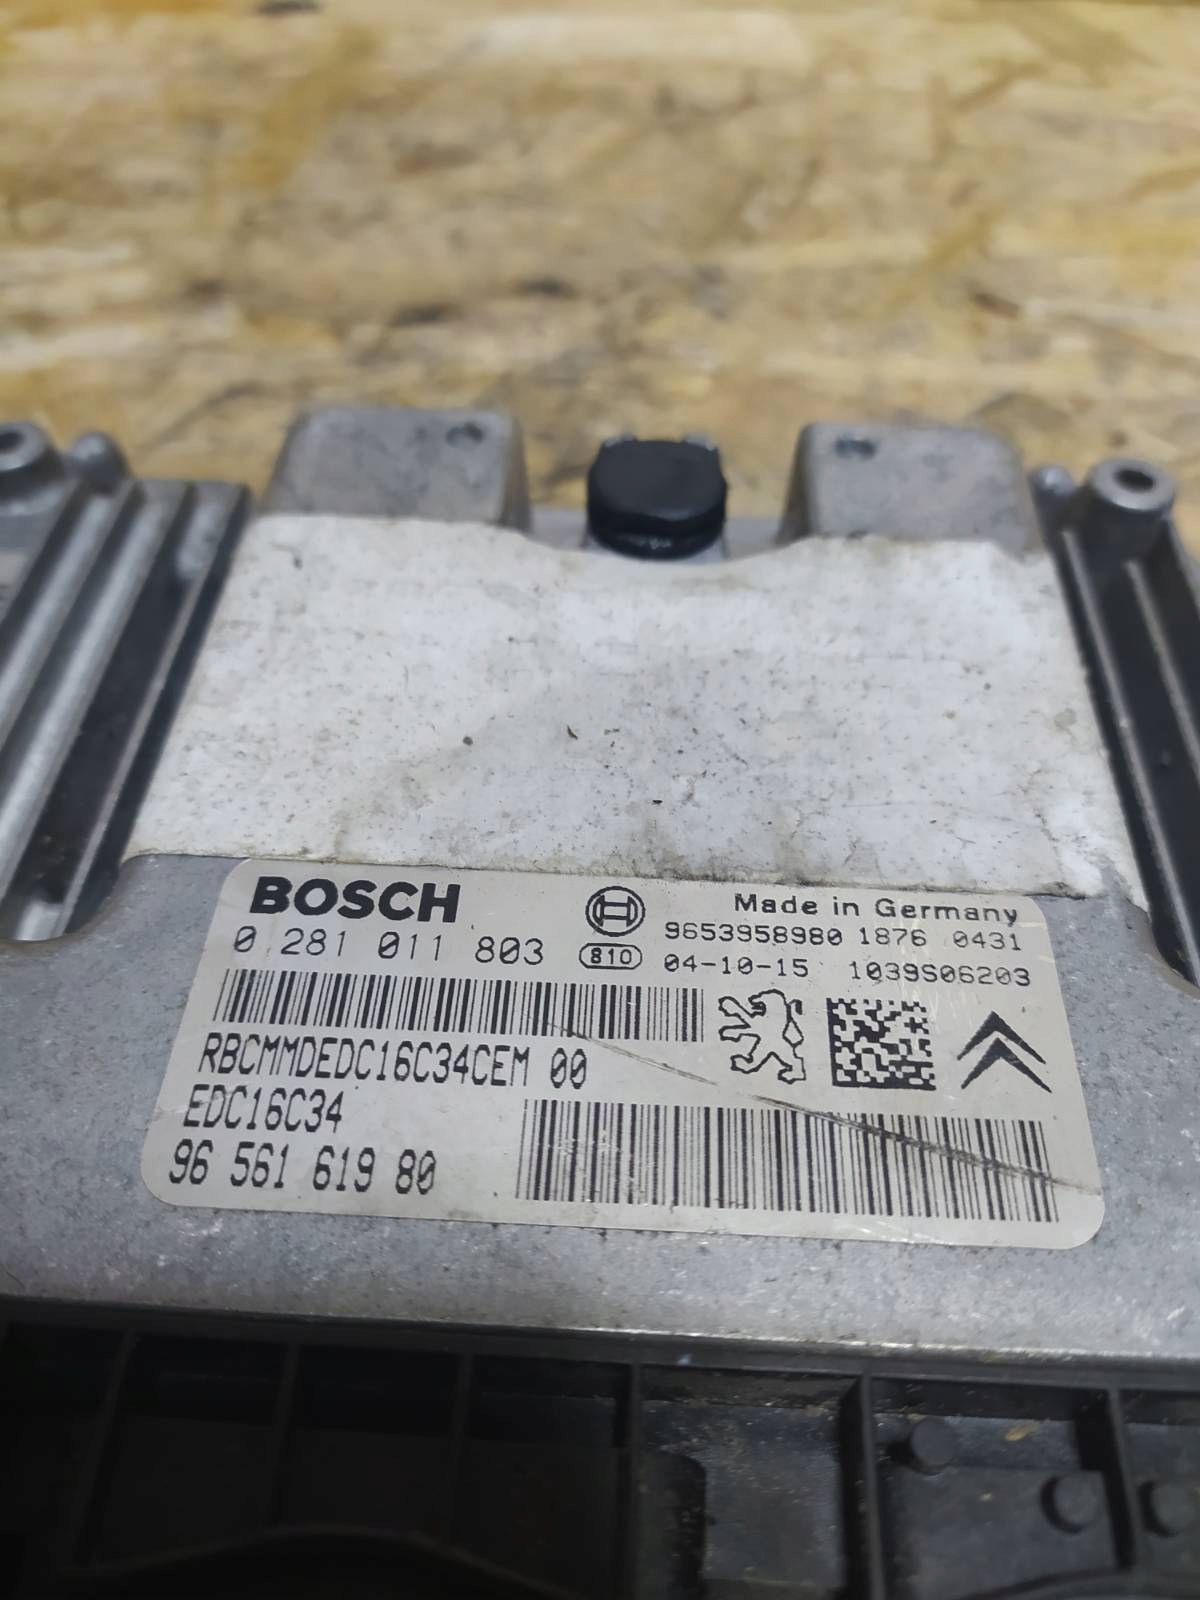 BOSCH
Made in Germany
0 281 011 803
9653958980 1876 0431
810
04-10-15 1039S06203
RBCMMDEDC16C34CEM 00
EDC16C34
96 561 619 80